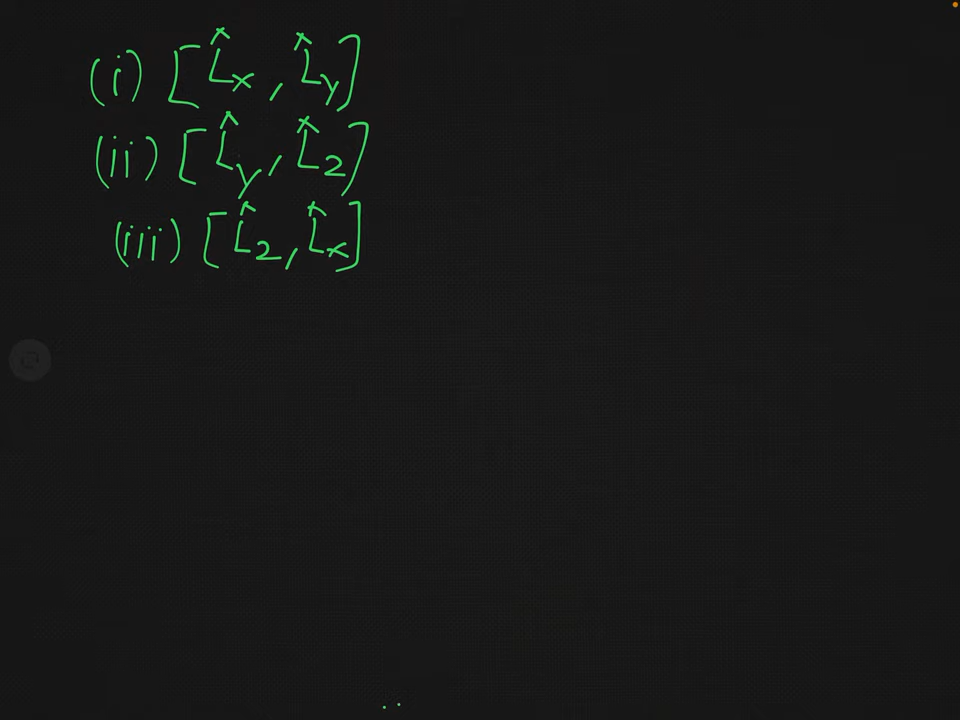 (i) [L̂x, L̂y]
(ii) [L̂y, L̂z]
(iii) [L̂z, L̂x]